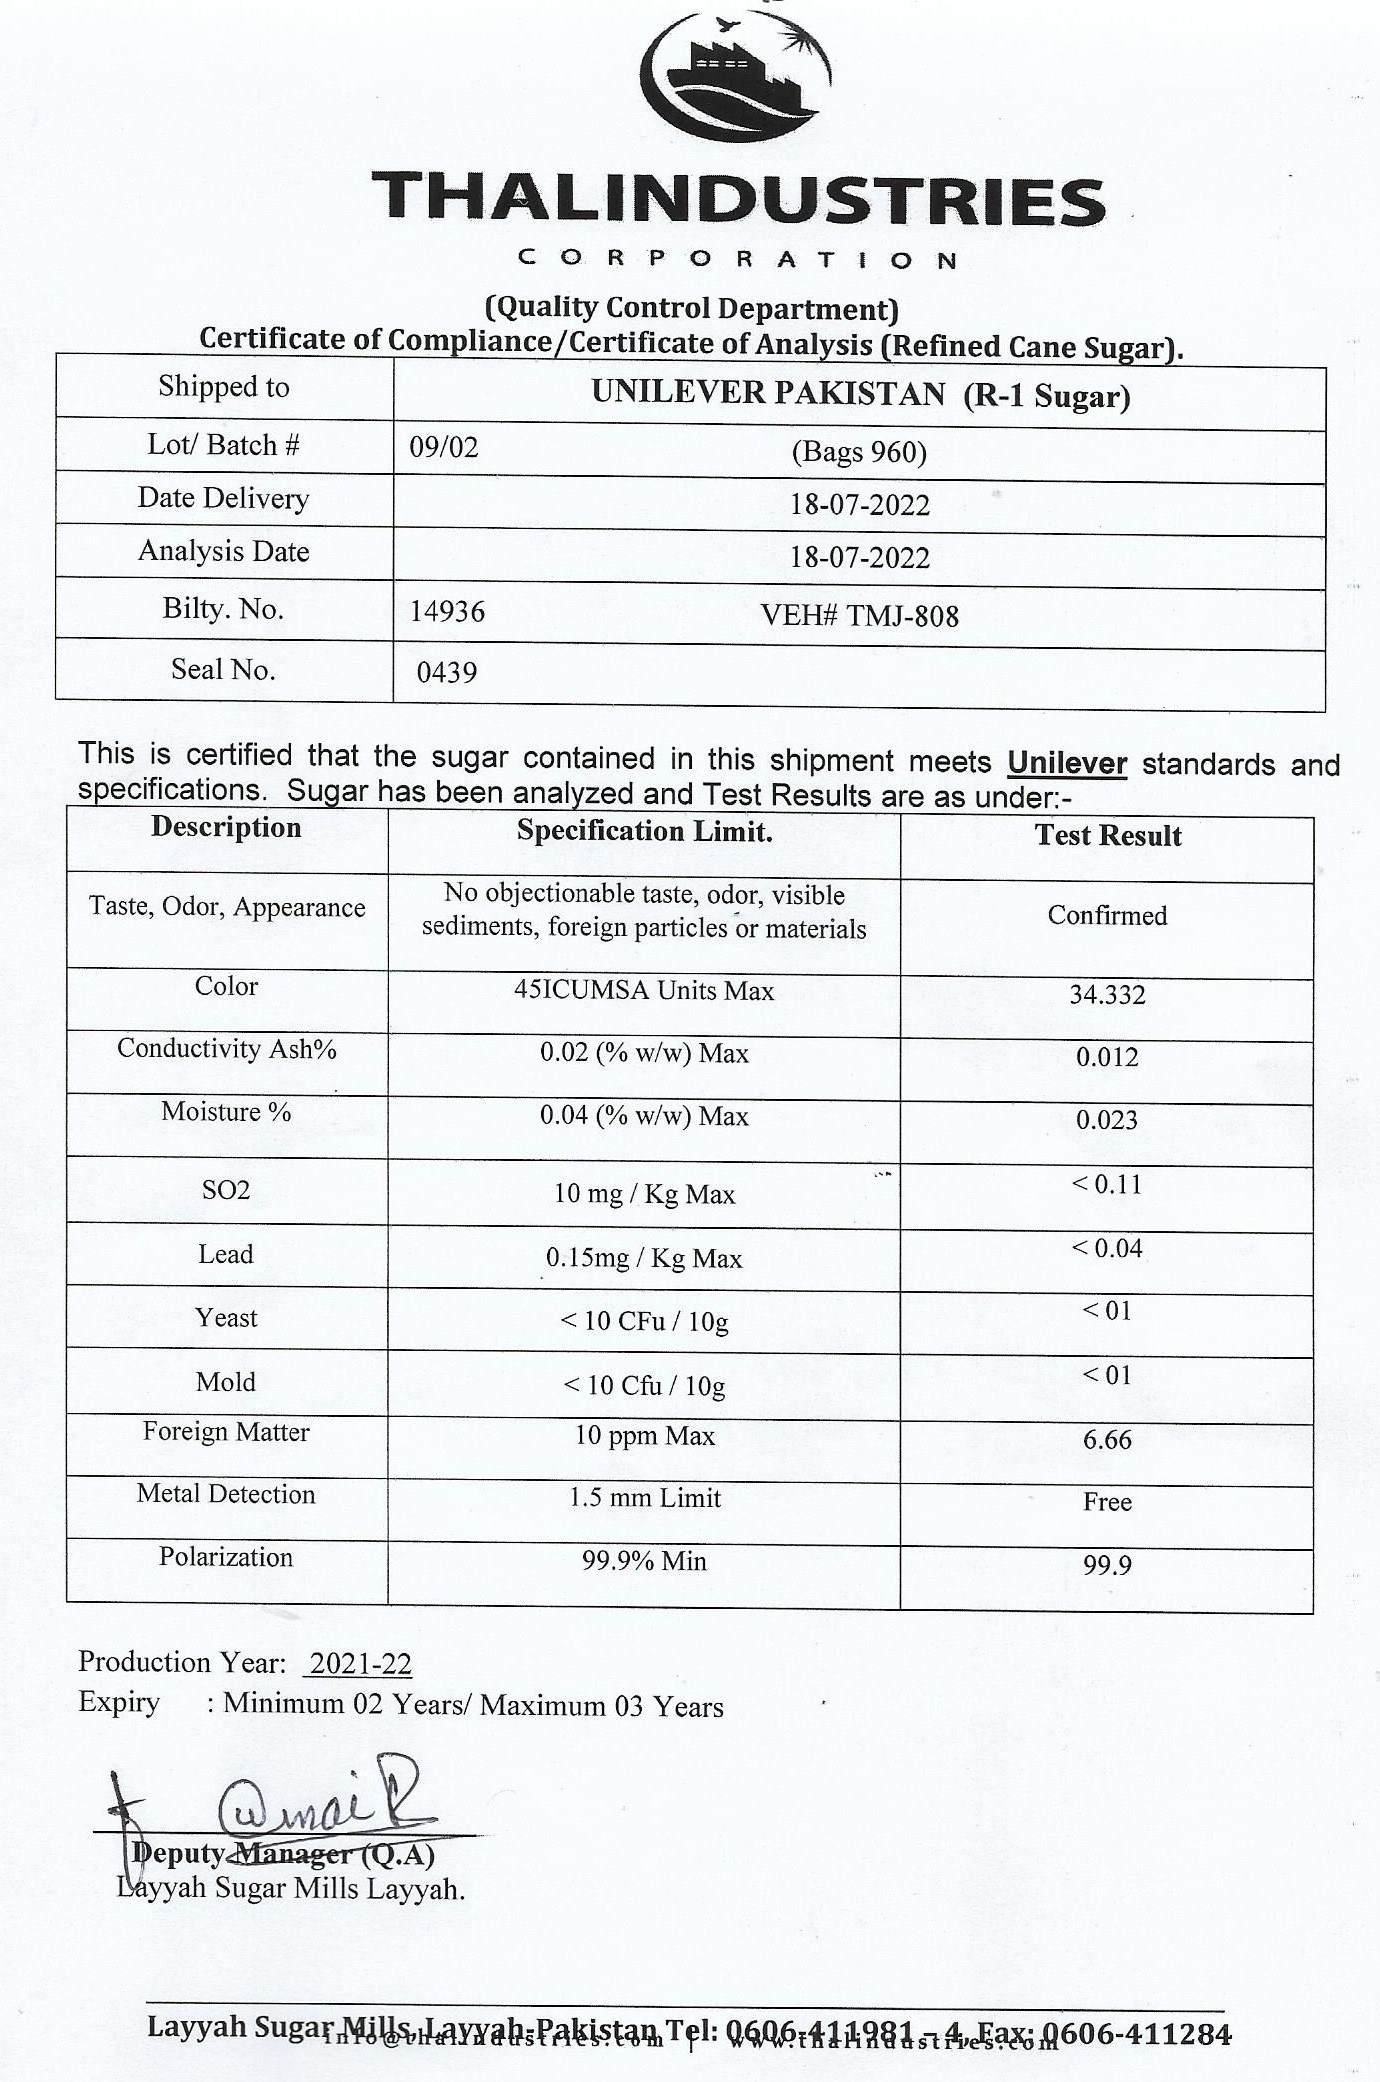 THALINDUSTRIES
CORPORATION
(Quality Control Department)
Certificate of Compliance/Certificate of Analysis (Refined Cane Sugar).
Shipped to UNILEVER PAKISTAN (R-1 Sugar)
Lot/ Batch # 09/02 (Bags 960)
Date Delivery 18-07-2022
Analysis Date 18-07-2022
Bilty. No. 14936 VEH# TMJ-808
Seal No. 0439
This is certified that the sugar contained in this shipment meets Unilever standards and
specifications. Sugar has been analyzed and Test Results are as under:-
Description Specification Limit. Test Result
Taste, Odor, Appearance No objectionable taste, odor, visible
sediments, foreign particles or materials Confirmed
Color 45ICUMSA Units Max 34.332
Conductivity Ash% 0.02 (% w/w) Max 0.012
Moisture % 0.04 (% w/w) Max 0.023
SO2 10 mg / Kg Max < 0.11
Lead 0.15mg / Kg Max < 0.04
Yeast < 10 CFu / 10g < 01
Mold < 10 Cfu / 10g < 01
Foreign Matter 10 ppm Max 6.66
Metal Detection 1.5 mm Limit Free
Polarization 99.9% Min 99.9
Production Year: 2021-22
Expiry : Minimum 02 Years/ Maximum 03 Years
Deputy Manager (Q.A)
Layyah Sugar Mills Layyah.
Layyah Sugar Mills, Layyah-Pakistan Tel: 0606-411981 – 4, Fax: 0606-411284
info@thalindustries.com | www.thalindustries.com